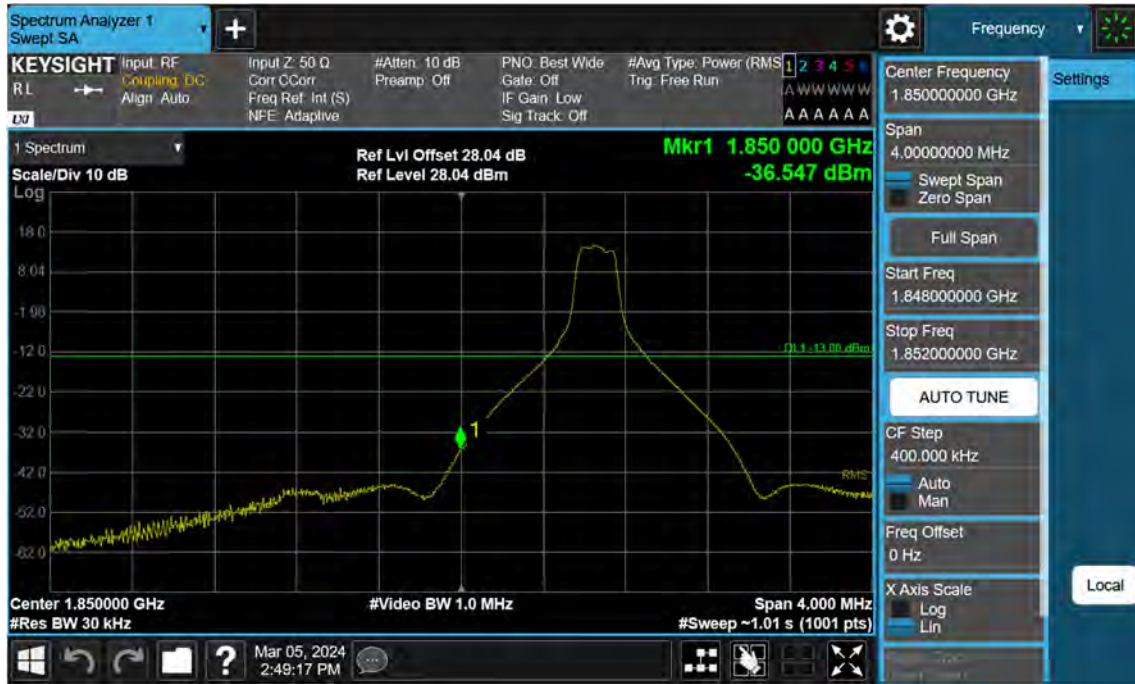 Spectrum Analyzer 1
Swept SA
+
Frequency
KEYSIGHT
RL
LXI
Input: RF
Coupling: DC
Align: Auto
Input Z: 50 Ω
Corr CCorr
Freq Ref: Int (S)
NFE: Adaptive
#Atten: 10 dB
Preamp: Off
PNO: Best Wide
Gate: Off
IF Gain: Low
Sig Track: Off
#Avg Type: Power (RMS
Trig: Free Run
1 2 3 4 5 6
A W W W W W
A A A A A A
1 Spectrum
Scale/Div 10 dB
Log
Ref Lvl Offset 28.04 dB
Ref Level 28.04 dBm
Mkr1 1.850 000 GHz
-36.547 dBm
18.0
8.04
-1.96
-12.0
-22.0
-32.0
-42.0
-52.0
-62.0
DL1 -13.00 dBm
1
RMS
Center 1.850000 GHz
#Res BW 30 kHz
#Video BW 1.0 MHz
Span 4.000 MHz
#Sweep ~1.01 s (1001 pts)
Center Frequency
1.850000000 GHz
Settings
Span
4.00000000 MHz
Swept Span
Zero Span
Full Span
Start Freq
1.848000000 GHz
Stop Freq
1.852000000 GHz
AUTO TUNE
CF Step
400.000 kHz
Auto
Man
Freq Offset
0 Hz
X Axis Scale
Log
Lin
Local
?
Mar 05, 2024
2:49:17 PM